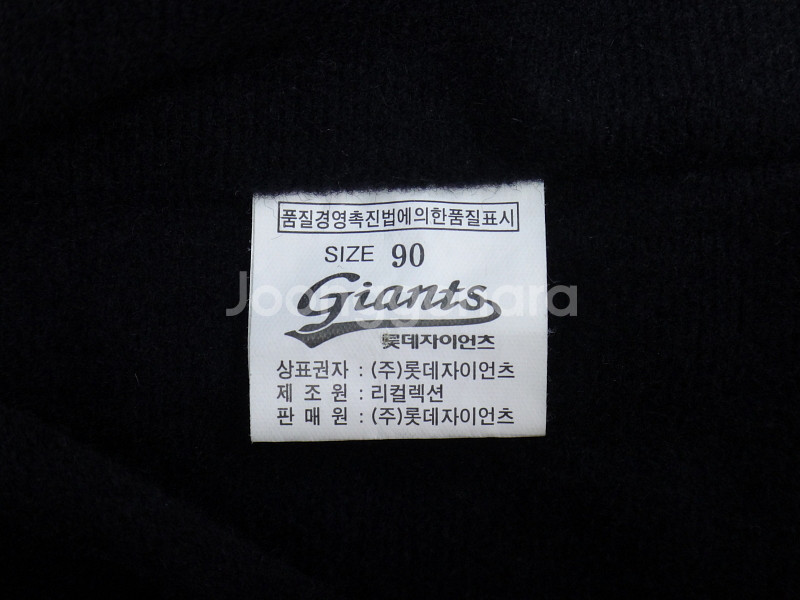 품질경영촉진법에의한품질표시
SIZE 90
Giants
롯데자이언츠
상표권자 : (주)롯데자이언츠
제 조 원 : 리컬렉션
판 매 원 : (주)롯데자이언츠
Joonggonara